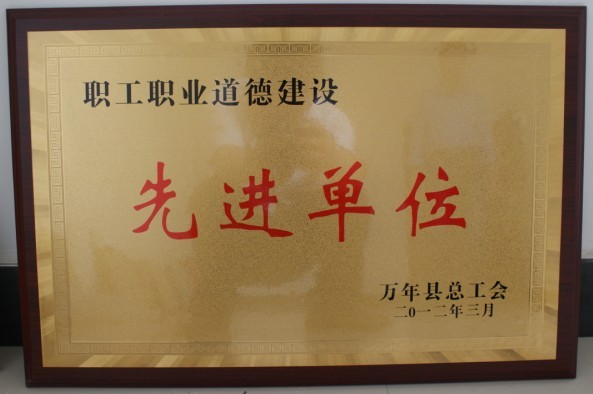 职工职业道德建设
先进单位
万年县总工会
二0一二年三月